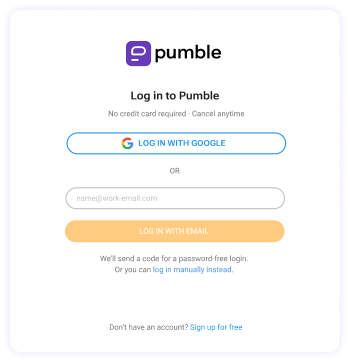 pumble
Log in to Pumble
No credit card required · Cancel anytime
LOG IN WITH GOOGLE
OR
name@work-email.com
LOG IN WITH EMAIL
We'll send a code for a password-free login.
Or you can log in manually instead.
Don't have an account? Sign up for free